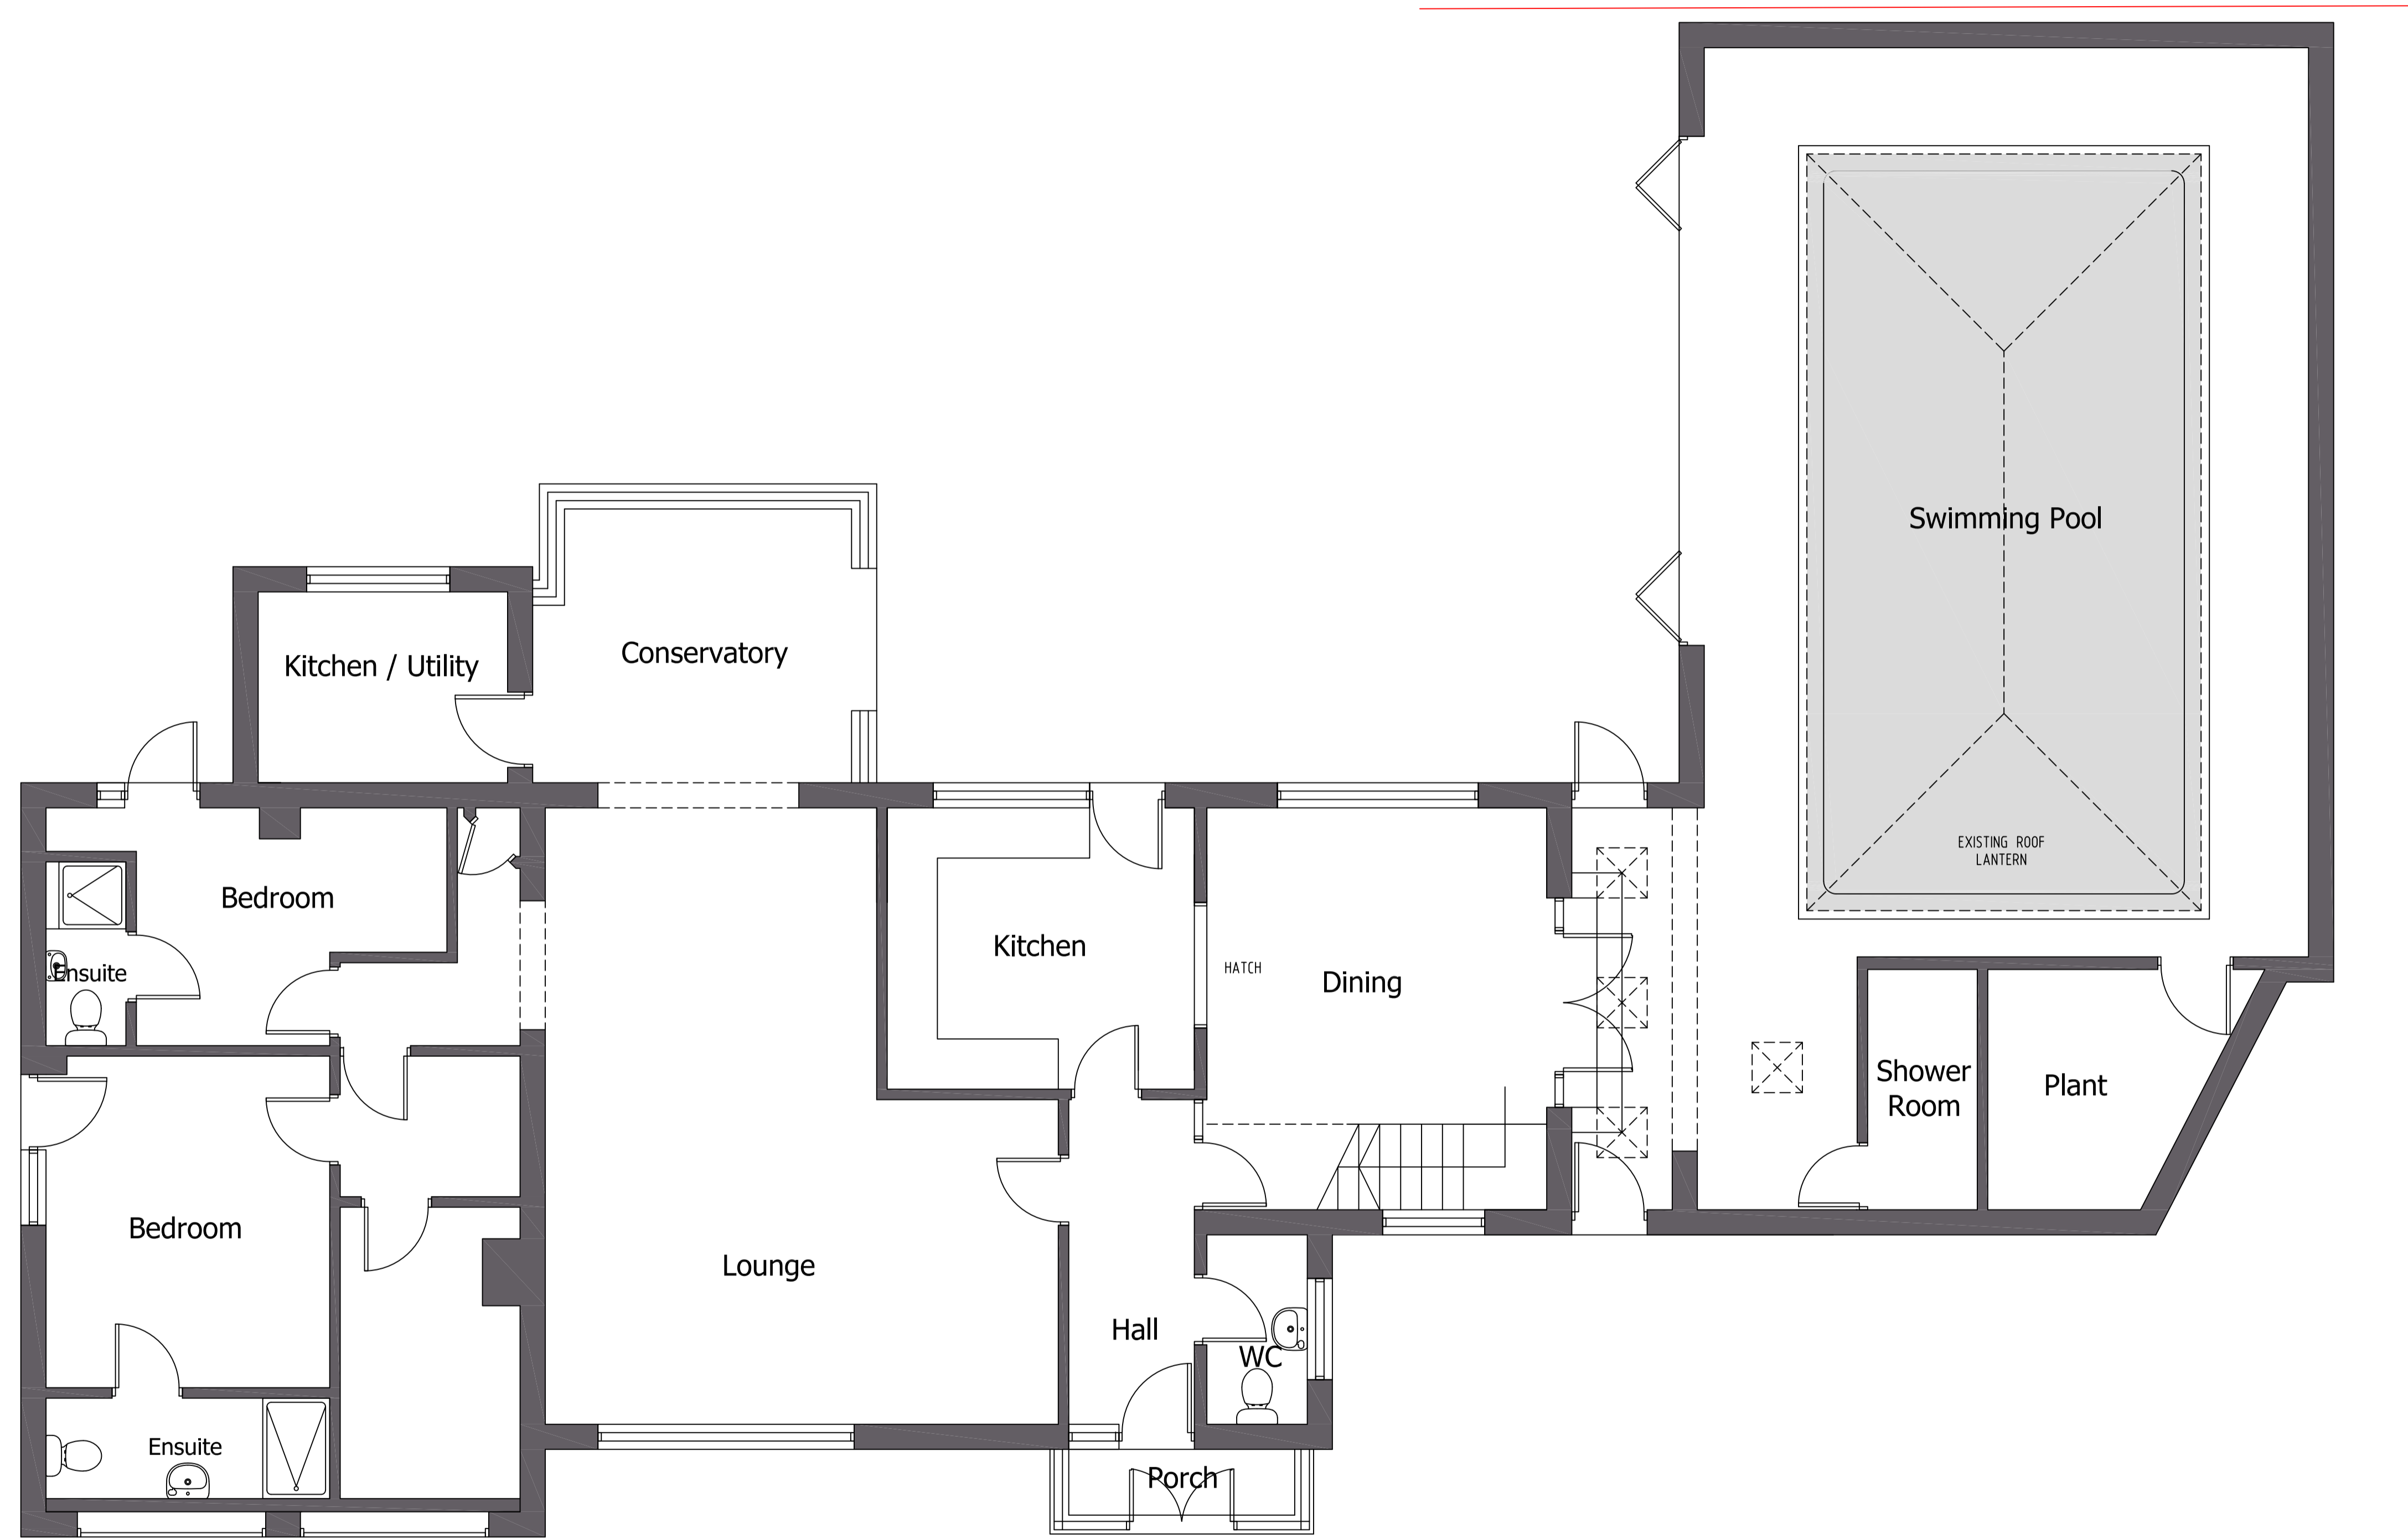 Swimming Pool
Conservatory
Kitchen / Utility
EXISTING ROOF
LANTERN
Bedroom
Kitchen
HATCH
Ensuite
Dining
Shower
Room
Plant
Bedroom
Lounge
Hall
WC
Ensuite
Porch